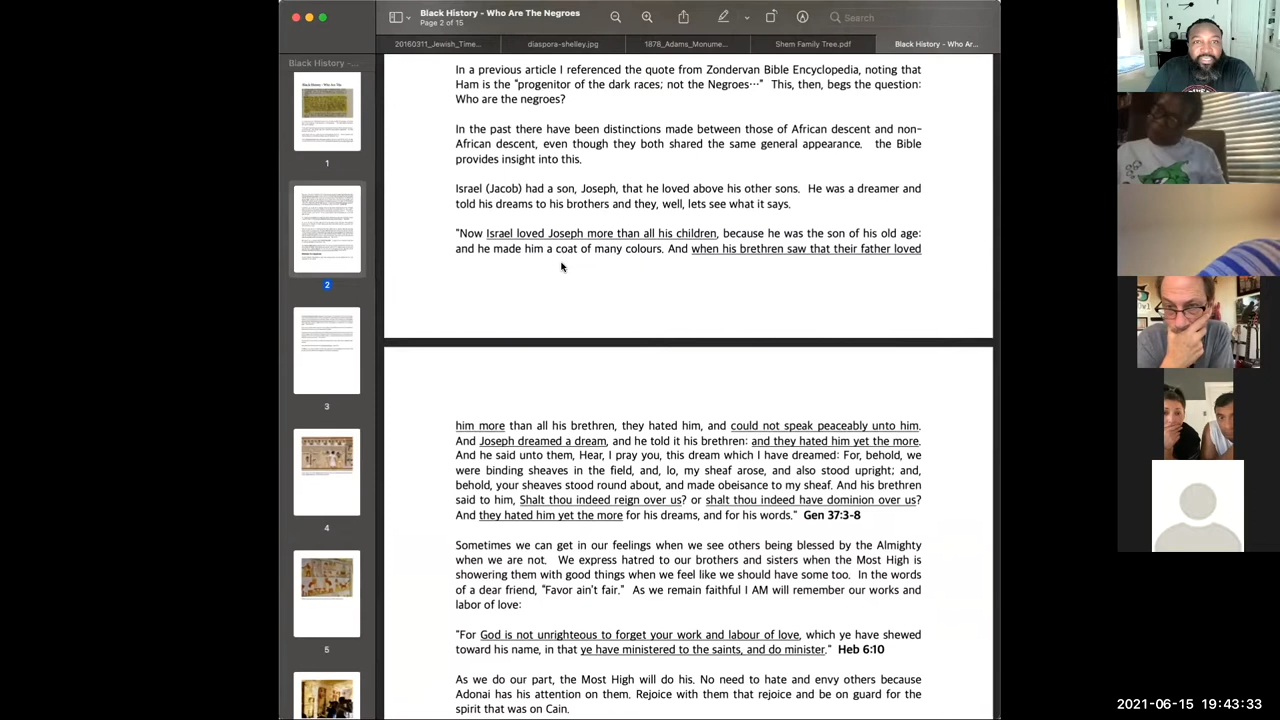 Black History - Who Are The Negroes
Page 2 of 15
Search
20160311_Jewish_Time...
diaspora-shelley.jpg
1878_Adams_Monume...
Shem Family Tree.pdf
Black History - Who Ar...
Black History -...
1
2
3
4
5
In a previous article I referenced the quote from Zondervan Bible Encyclopedia, noting that
Ham is the "progenitor of the dark races; not the Negroes…" This, then, begs the question:
Who are the negroes?
In the past there have been distinctions made between those of African descent and non-
African descent, even though they both shared the same general appearance. the Bible
provides insight into this.
Israel (Jacob) had a son, Joseph, that he loved above his other sons. He was a dreamer and
told his dreams to his brothers and they, well, lets see what it says.
"Now Israel loved Joseph more than all his children, because he was the son of his old age:
and he made him a coat of many colours. And when his brethren saw that their father loved
him more than all his brethren, they hated him, and could not speak peaceably unto him.
And Joseph dreamed a dream, and he told it his brethren: and they hated him yet the more.
And he said unto them, Hear, I pray you, this dream which I have dreamed: For, behold, we
were binding sheaves in the field, and, lo, my sheaf arose, and also stood upright; and,
behold, your sheaves stood round about, and made obeisance to my sheaf. And his brethren
said to him, Shalt thou indeed reign over us? or shalt thou indeed have dominion over us?
And they hated him yet the more for his dreams, and for his words." Gen 37:3-8
Sometimes we can get in our feelings when we see others being blessed by the Almighty
when we are not. We express hatred to our brothers and sisters when the Most High is
showering them with good things when we feel like we should have some too. In the words
of a dear friend, "Favor ain't fair." As we remain faithful I AM will remember our works and
labor of love:
"For God is not unrighteous to forget your work and labour of love, which ye have shewed
toward his name, in that ye have ministered to the saints, and do minister." Heb 6:10
As we do our part, the Most High will do his. No need to hate and envy others because
Adonai has his attention on them. Rejoice with them that rejoice and be on guard for the
spirit that was on Cain.
2021-06-15 19:43:33